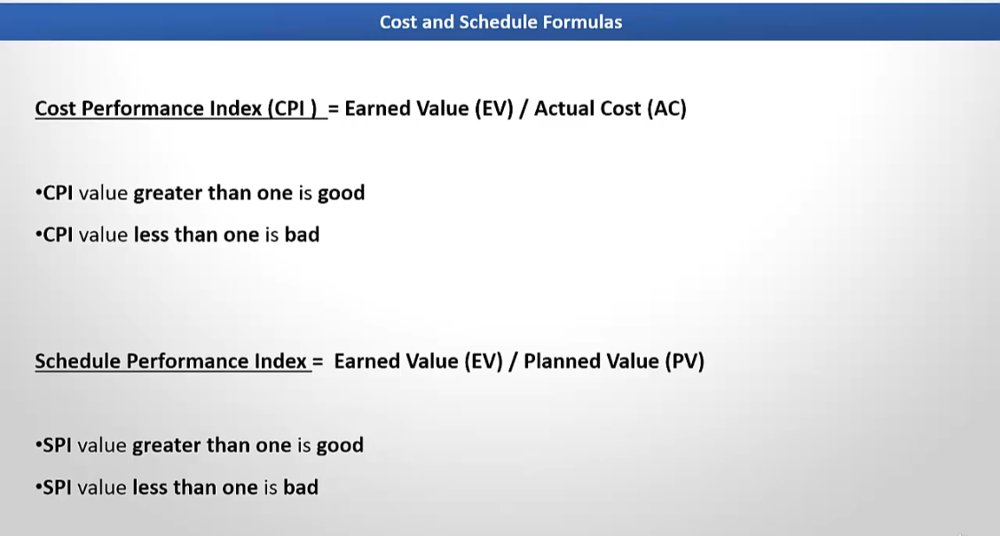 Cost and Schedule Formulas
Cost Performance Index (CPI ) = Earned Value (EV) / Actual Cost (AC)
•CPI value greater than one is good
•CPI value less than one is bad
Schedule Performance Index = Earned Value (EV) / Planned Value (PV)
•SPI value greater than one is good
•SPI value less than one is bad